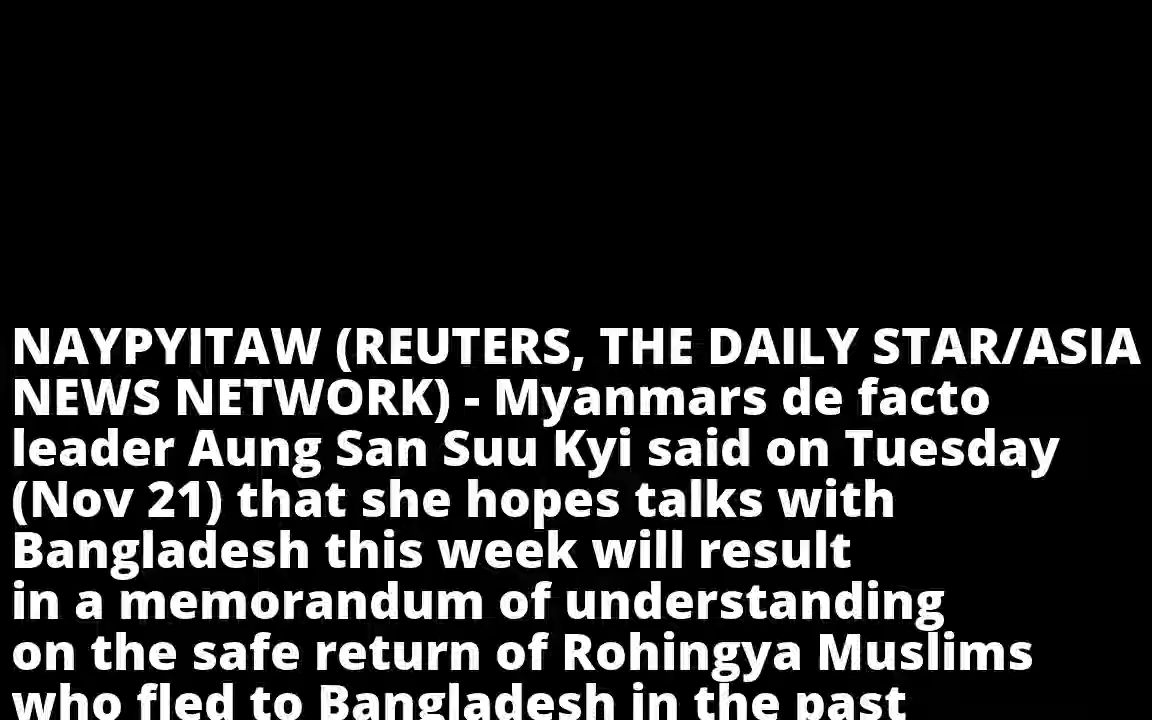 NAYPYITAW (REUTERS, THE DAILY STAR/ASIA
NEWS NETWORK) - Myanmars de facto
leader Aung San Suu Kyi said on Tuesday
(Nov 21) that she hopes talks with
Bangladesh this week will result
in a memorandum of understanding
on the safe return of Rohingya Muslims
who fled to Bangladesh in the past